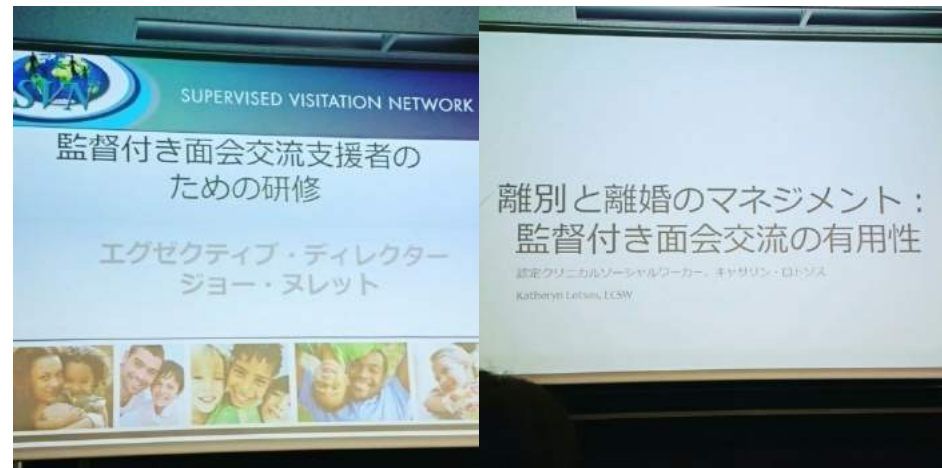 SVN
SUPERVISED VISITATION NETWORK
監督付き面会交流支援者の
ための研修
エグゼクティブ・ディレクター
ジョー・ヌレット
離別と離婚のマネジメント：
監督付き面会交流の有用性
認定クリニカルソーシャルワーカー、キャサリン・ロトソス
Katheryn Lotsos, LCSW